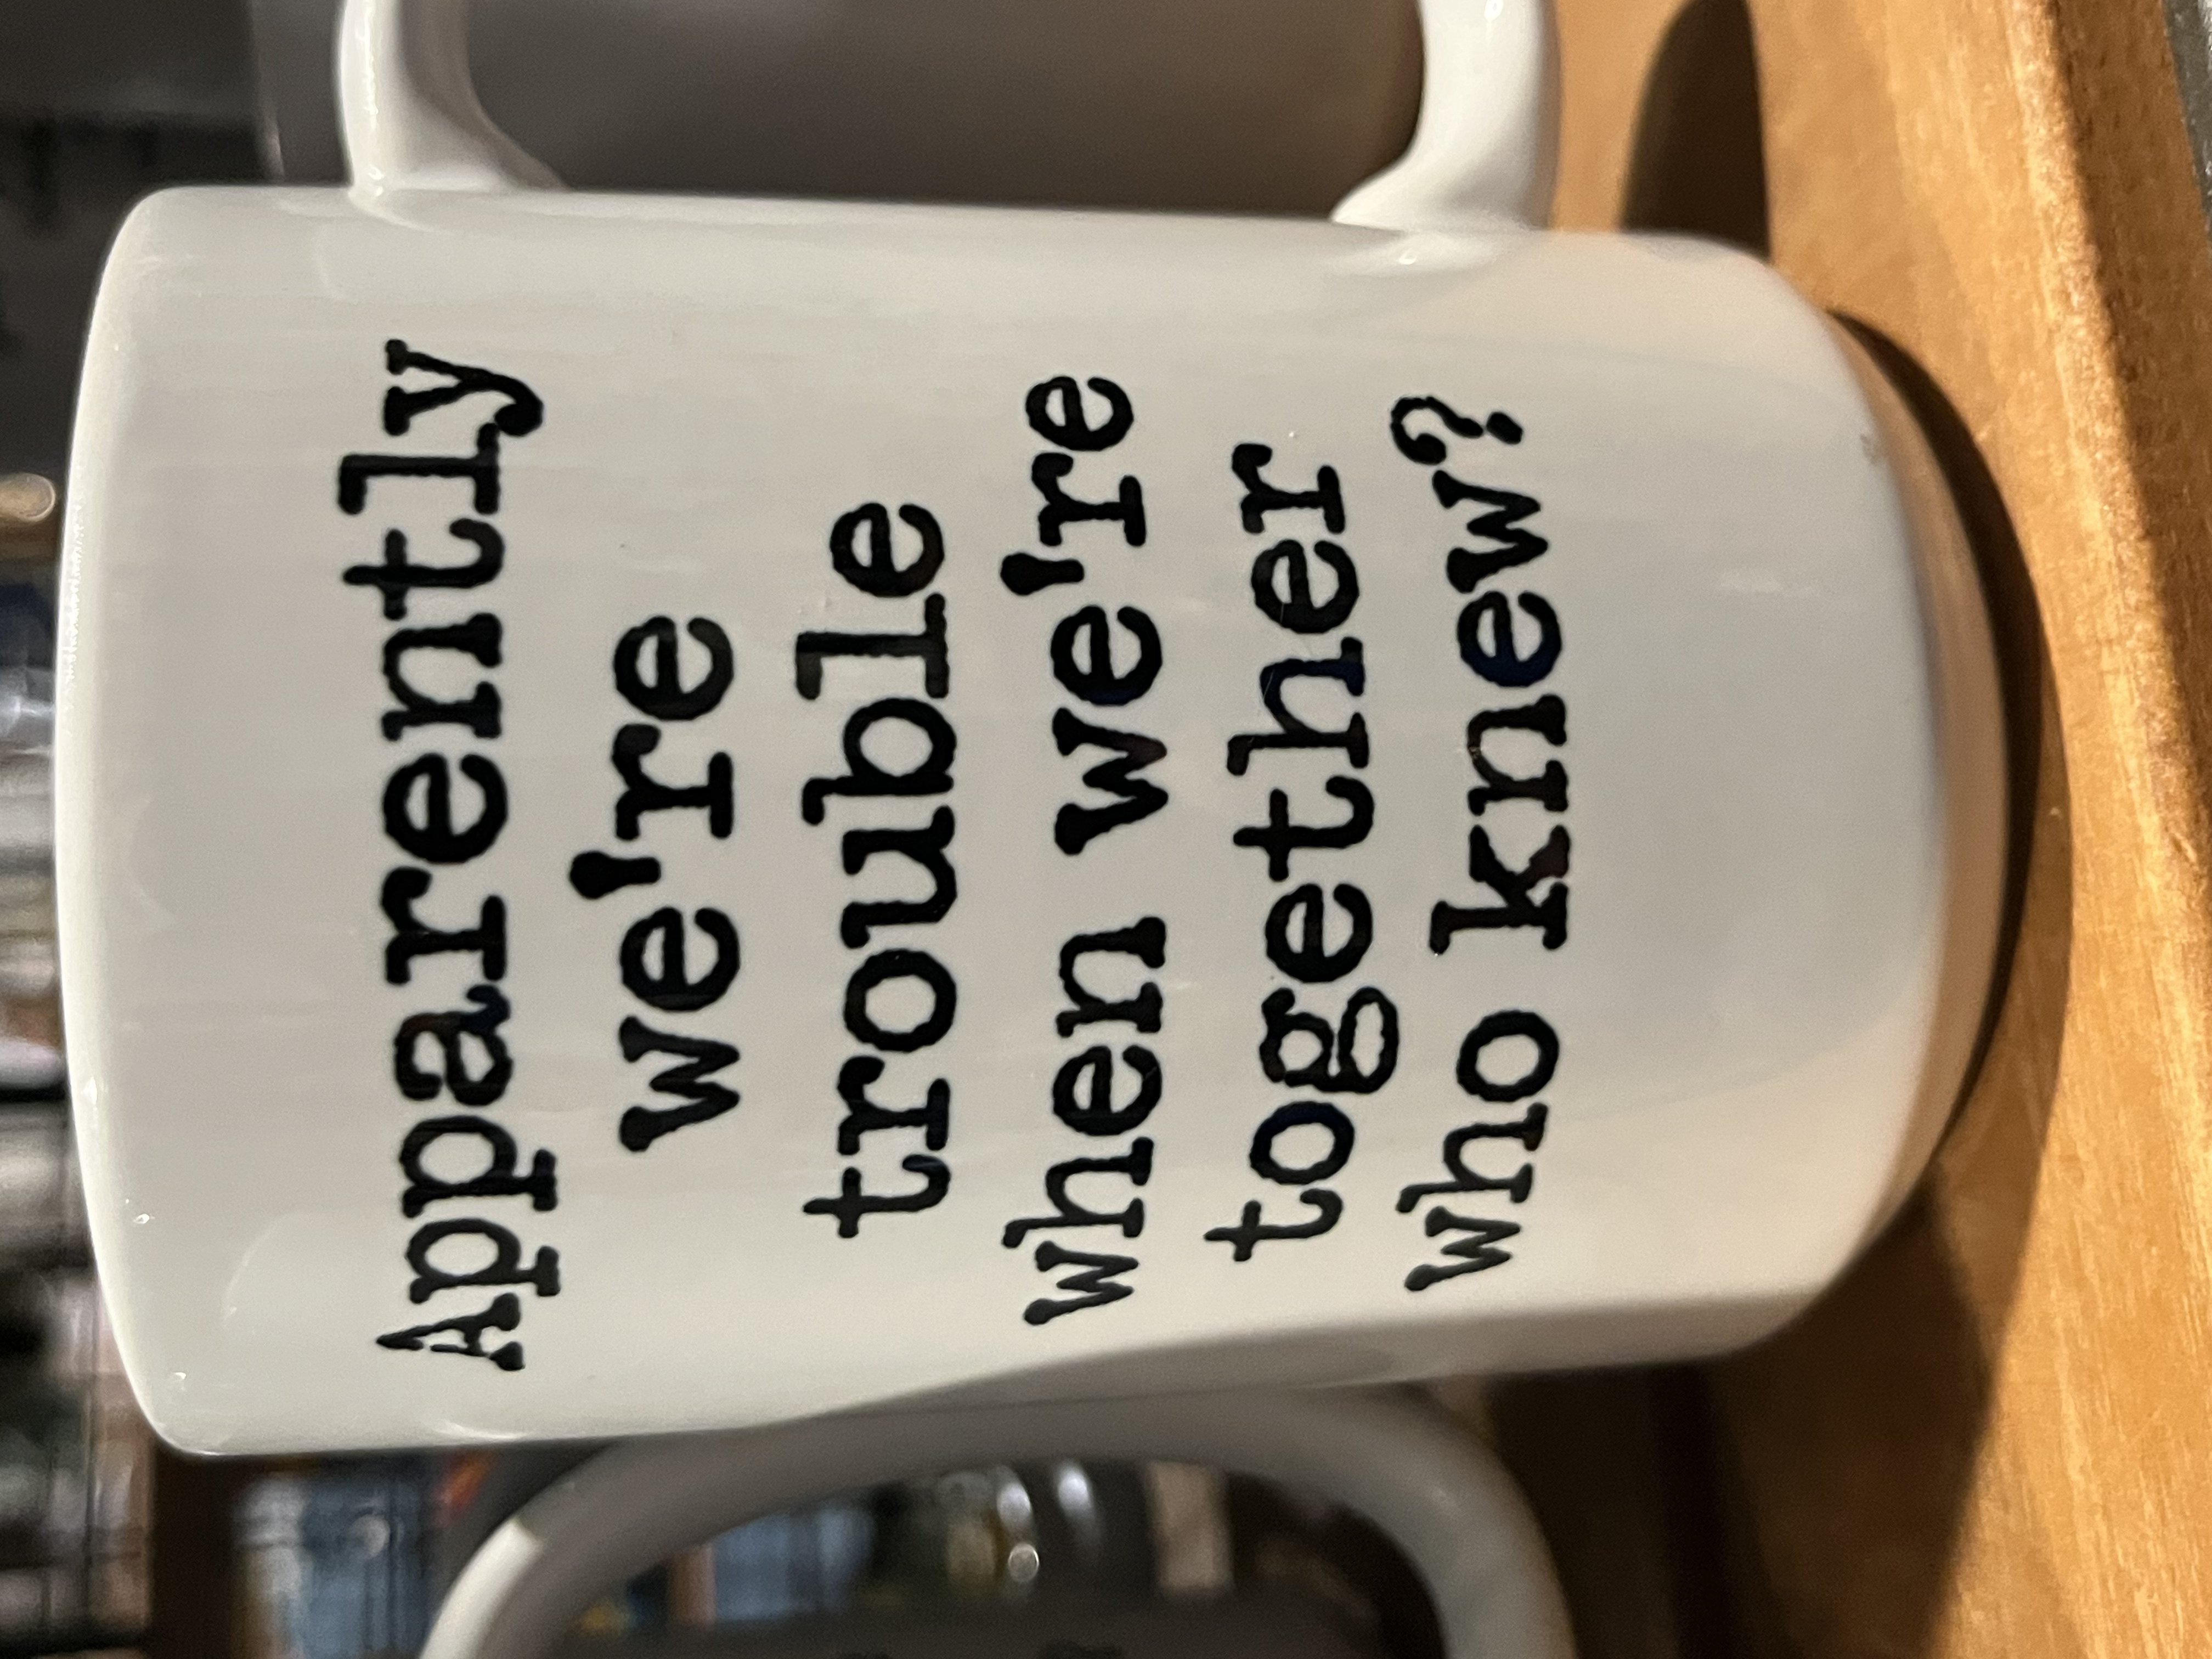 Apparently
we're
trouble
when we're
together
who knew?